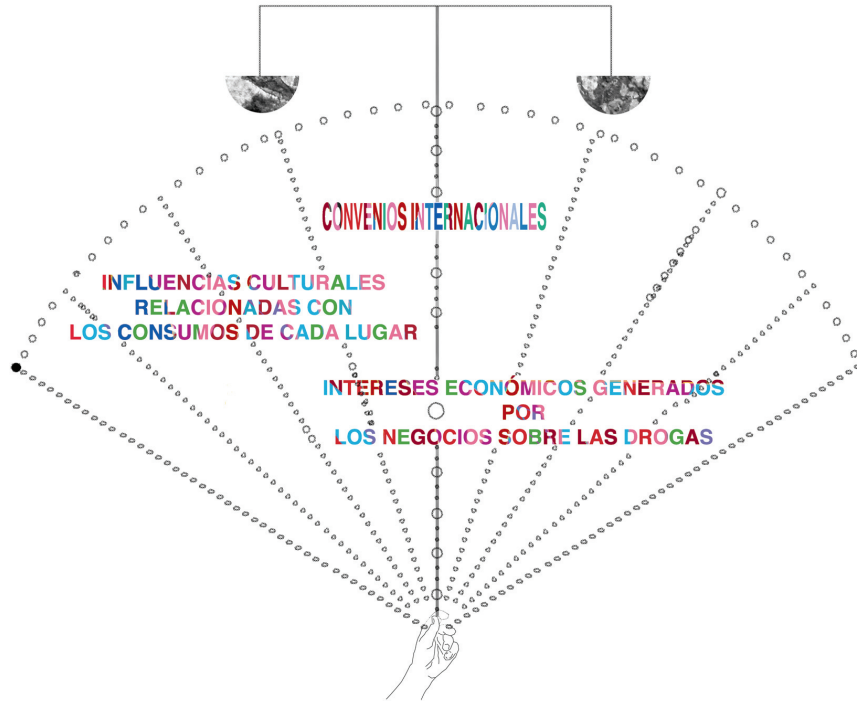 CONVENIOS INTERNACIONALES
INFLUENCIAS CULTURALES
RELACIONADAS CON
LOS CONSUMOS DE CADA LUGAR
INTERESES ECONÓMICOS GENERADOS
POR
LOS NEGOCIOS SOBRE LAS DROGAS